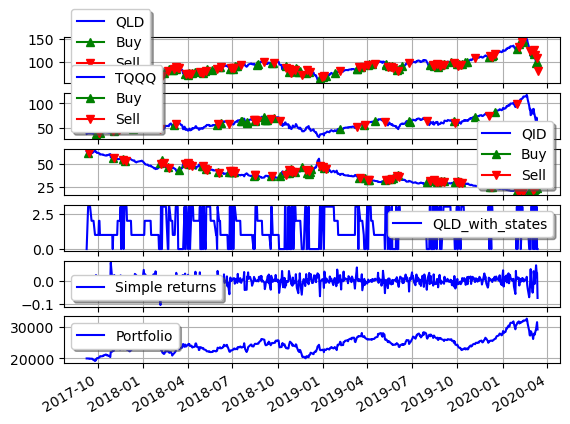 QLD
Buy
Sell
150
100
TQQQ
Buy
Sell
100
50
QID
Buy
Sell
50
25
QLD_with_states
2.5
0.0
Simple returns
0.0
−0.1
Portfolio
30000
20000
2017-10 2018-01 2018-04 2018-07 2018-10 2019-01 2019-04 2019-07 2019-10 2020-01 2020-04